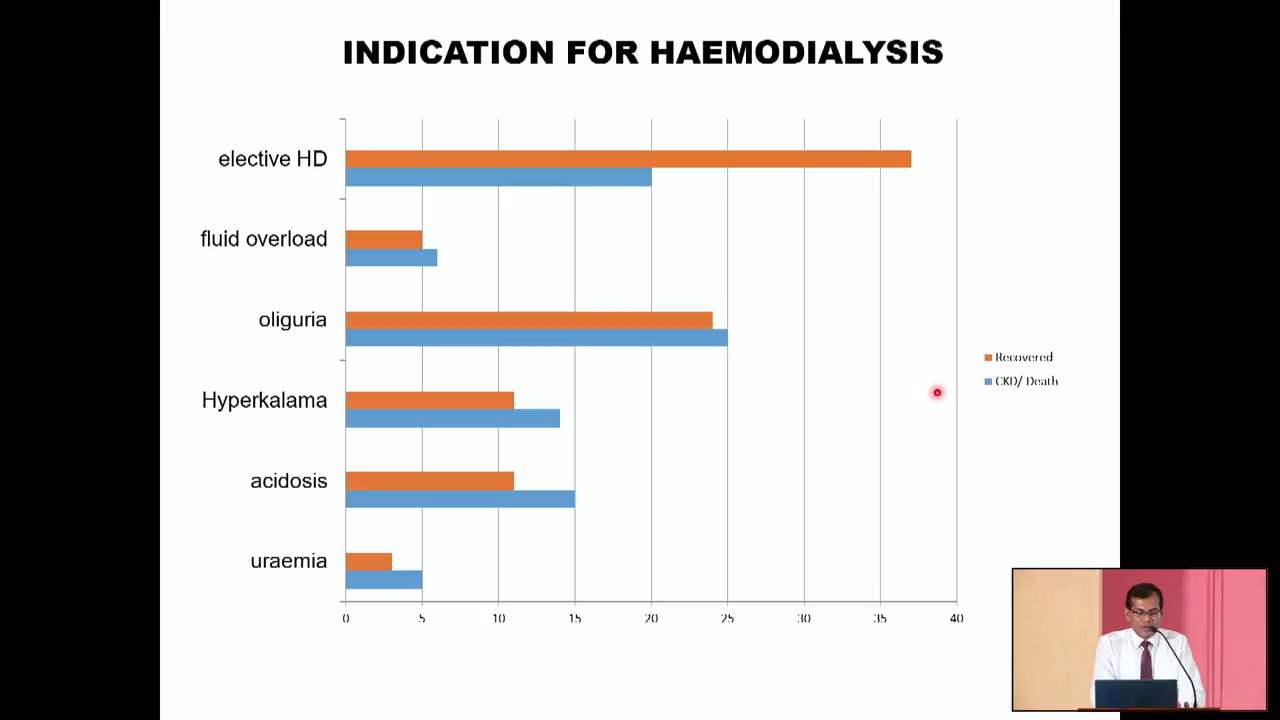 INDICATION FOR HAEMODIALYSIS
elective HD
fluid overload
oliguria
Hyperkalama
acidosis
uraemia
Recovered
CKD/ Death
0 5 10 15 20 25 30 35 40